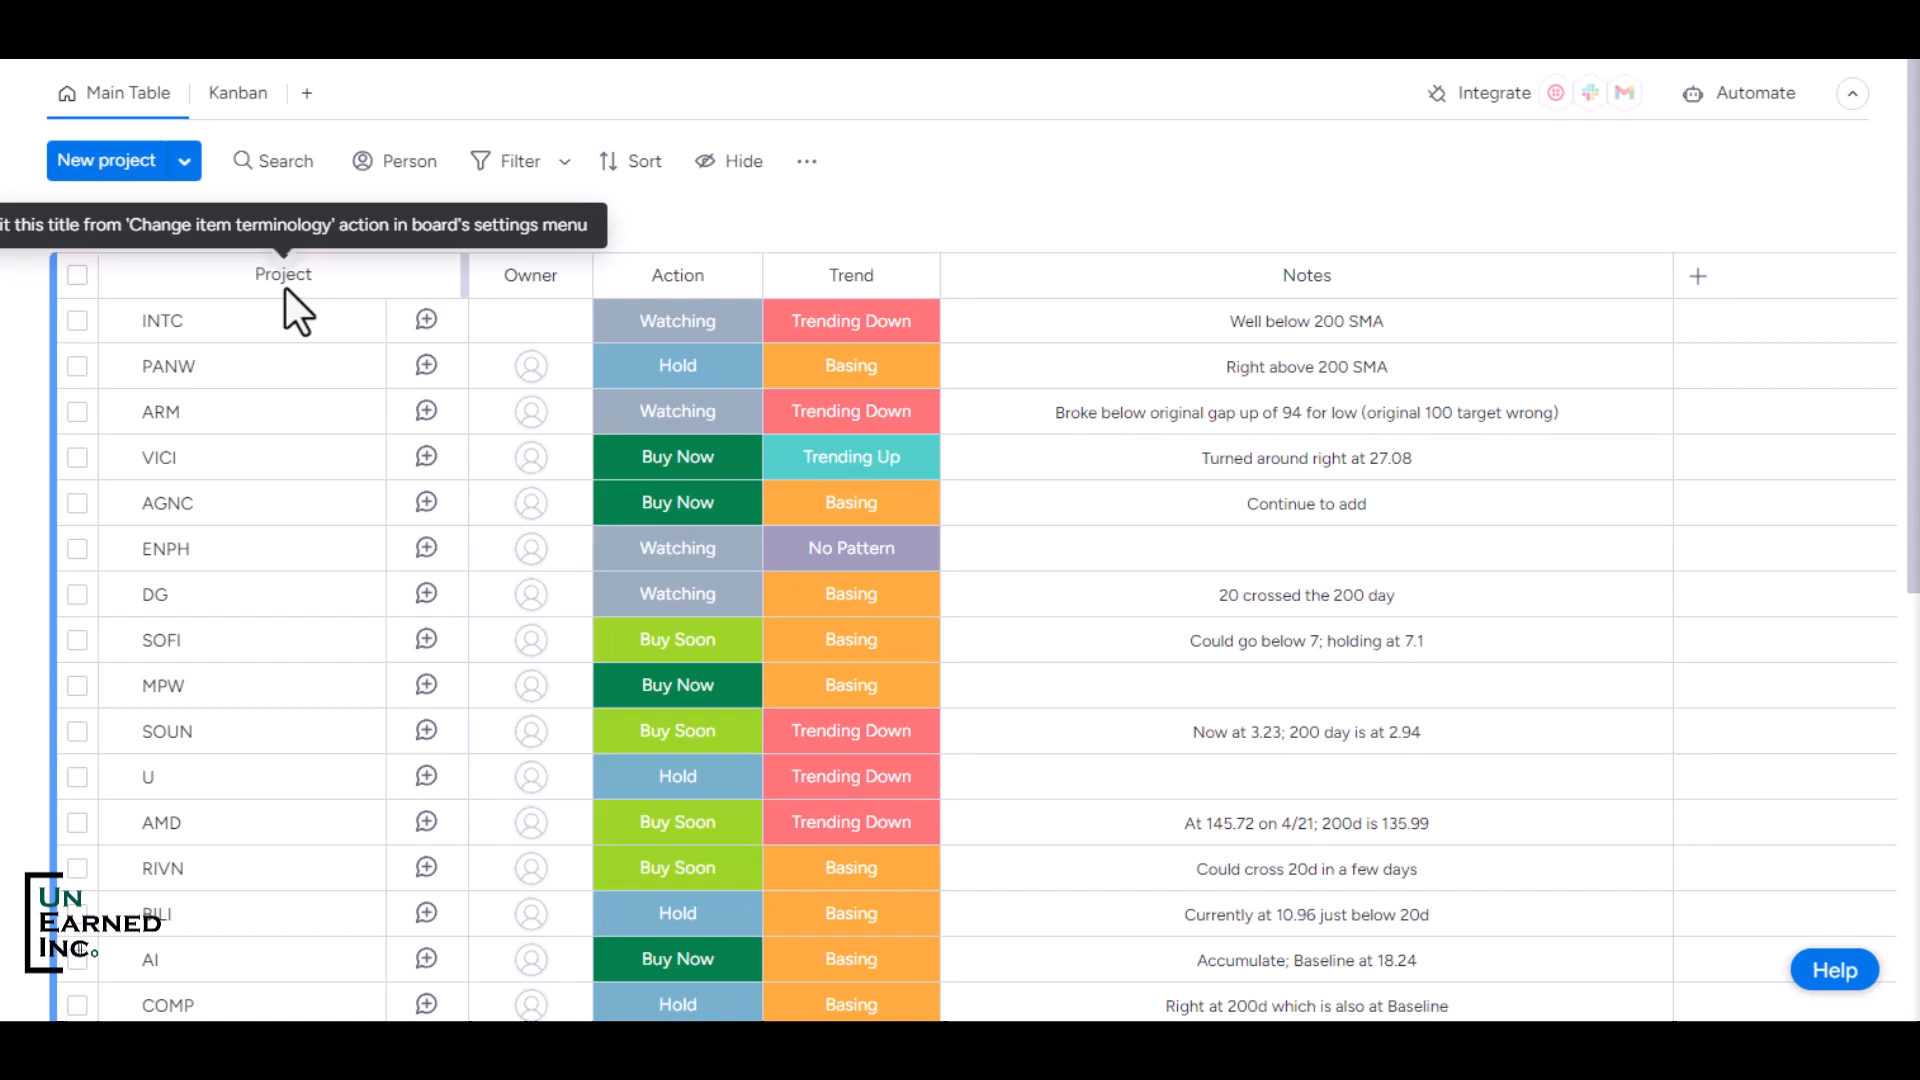 Main Table Kanban + Integrate Automate
New project Search Person Filter Sort Hide ...
it this title from 'Change item terminology' action in board's settings menu
Project Owner Action Trend Notes +
INTC Watching Trending Down Well below 200 SMA
PANW Hold Basing Right above 200 SMA
ARM Watching Trending Down Broke below original gap up of 94 for low (original 100 target wrong)
VICI Buy Now Trending Up Turned around right at 27.08
AGNC Buy Now Basing Continue to add
ENPH Watching No Pattern
DG Watching Basing 20 crossed the 200 day
SOFI Buy Soon Basing Could go below 7; holding at 7.1
MPW Buy Now Basing
SOUN Buy Soon Trending Down Now at 3.23; 200 day is at 2.94
U Hold Trending Down
AMD Buy Soon Trending Down At 145.72 on 4/21; 200d is 135.99
RIVN Buy Soon Basing Could cross 20d in a few days
BILI Hold Basing Currently at 10.96 just below 20d
AI Buy Now Basing Accumulate; Baseline at 18.24
COMP Hold Basing Right at 200d which is also at Baseline
UN
EARNED
INC.
Help